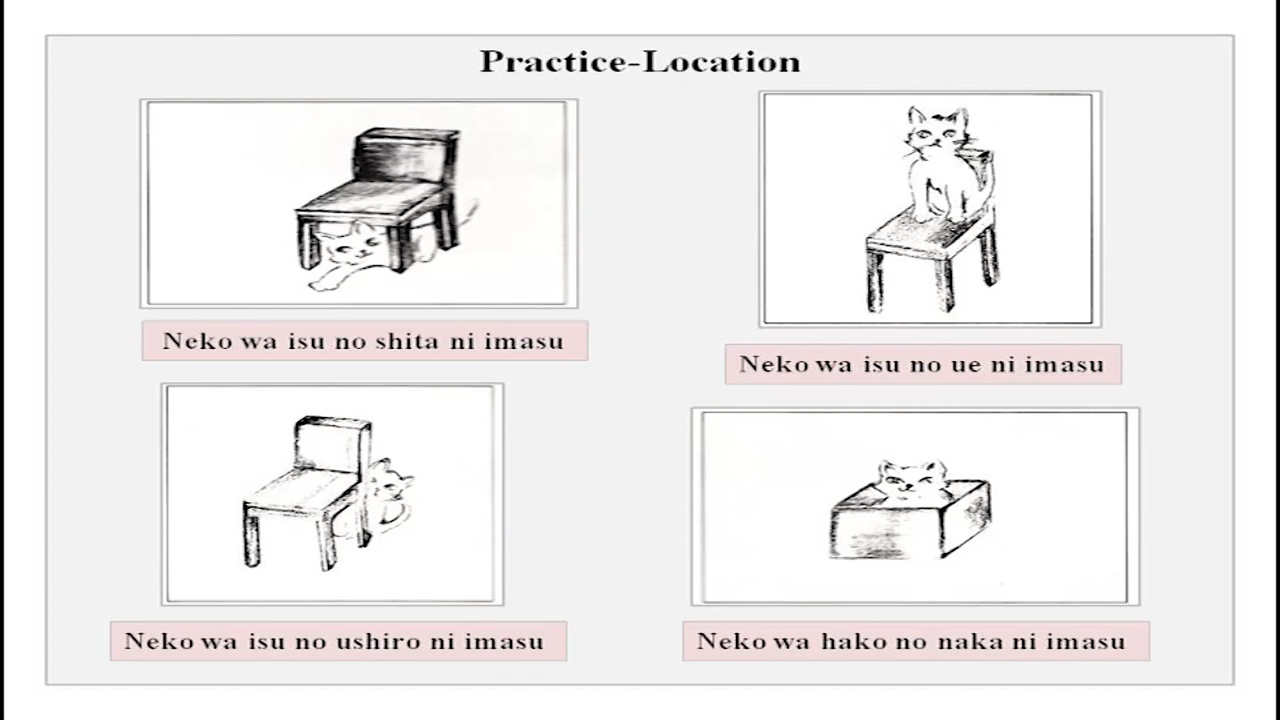 Practice-Location
Neko wa isu no shita ni imasu
Neko wa isu no ue ni imasu
Neko wa isu no ushiro ni imasu
Neko wa hako no naka ni imasu